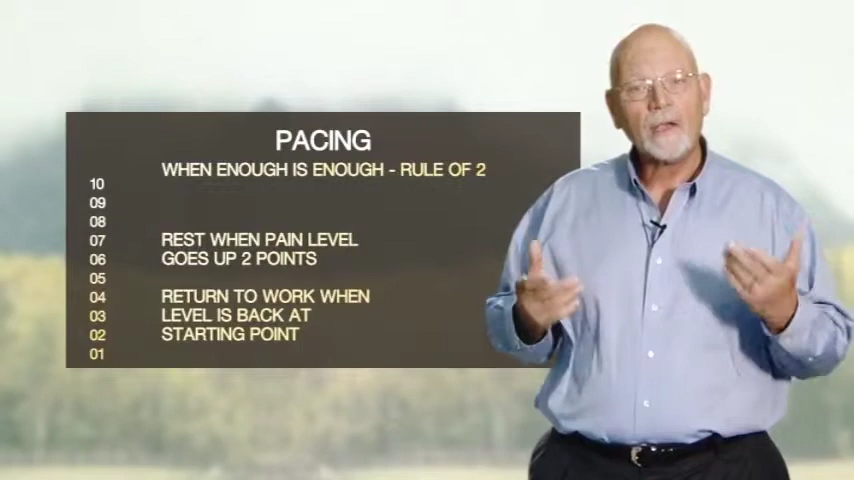 PACING
WHEN ENOUGH IS ENOUGH - RULE OF 2
10
09
08
07 REST WHEN PAIN LEVEL
06 GOES UP 2 POINTS
05
04 RETURN TO WORK WHEN
03 LEVEL IS BACK AT
02 STARTING POINT
01